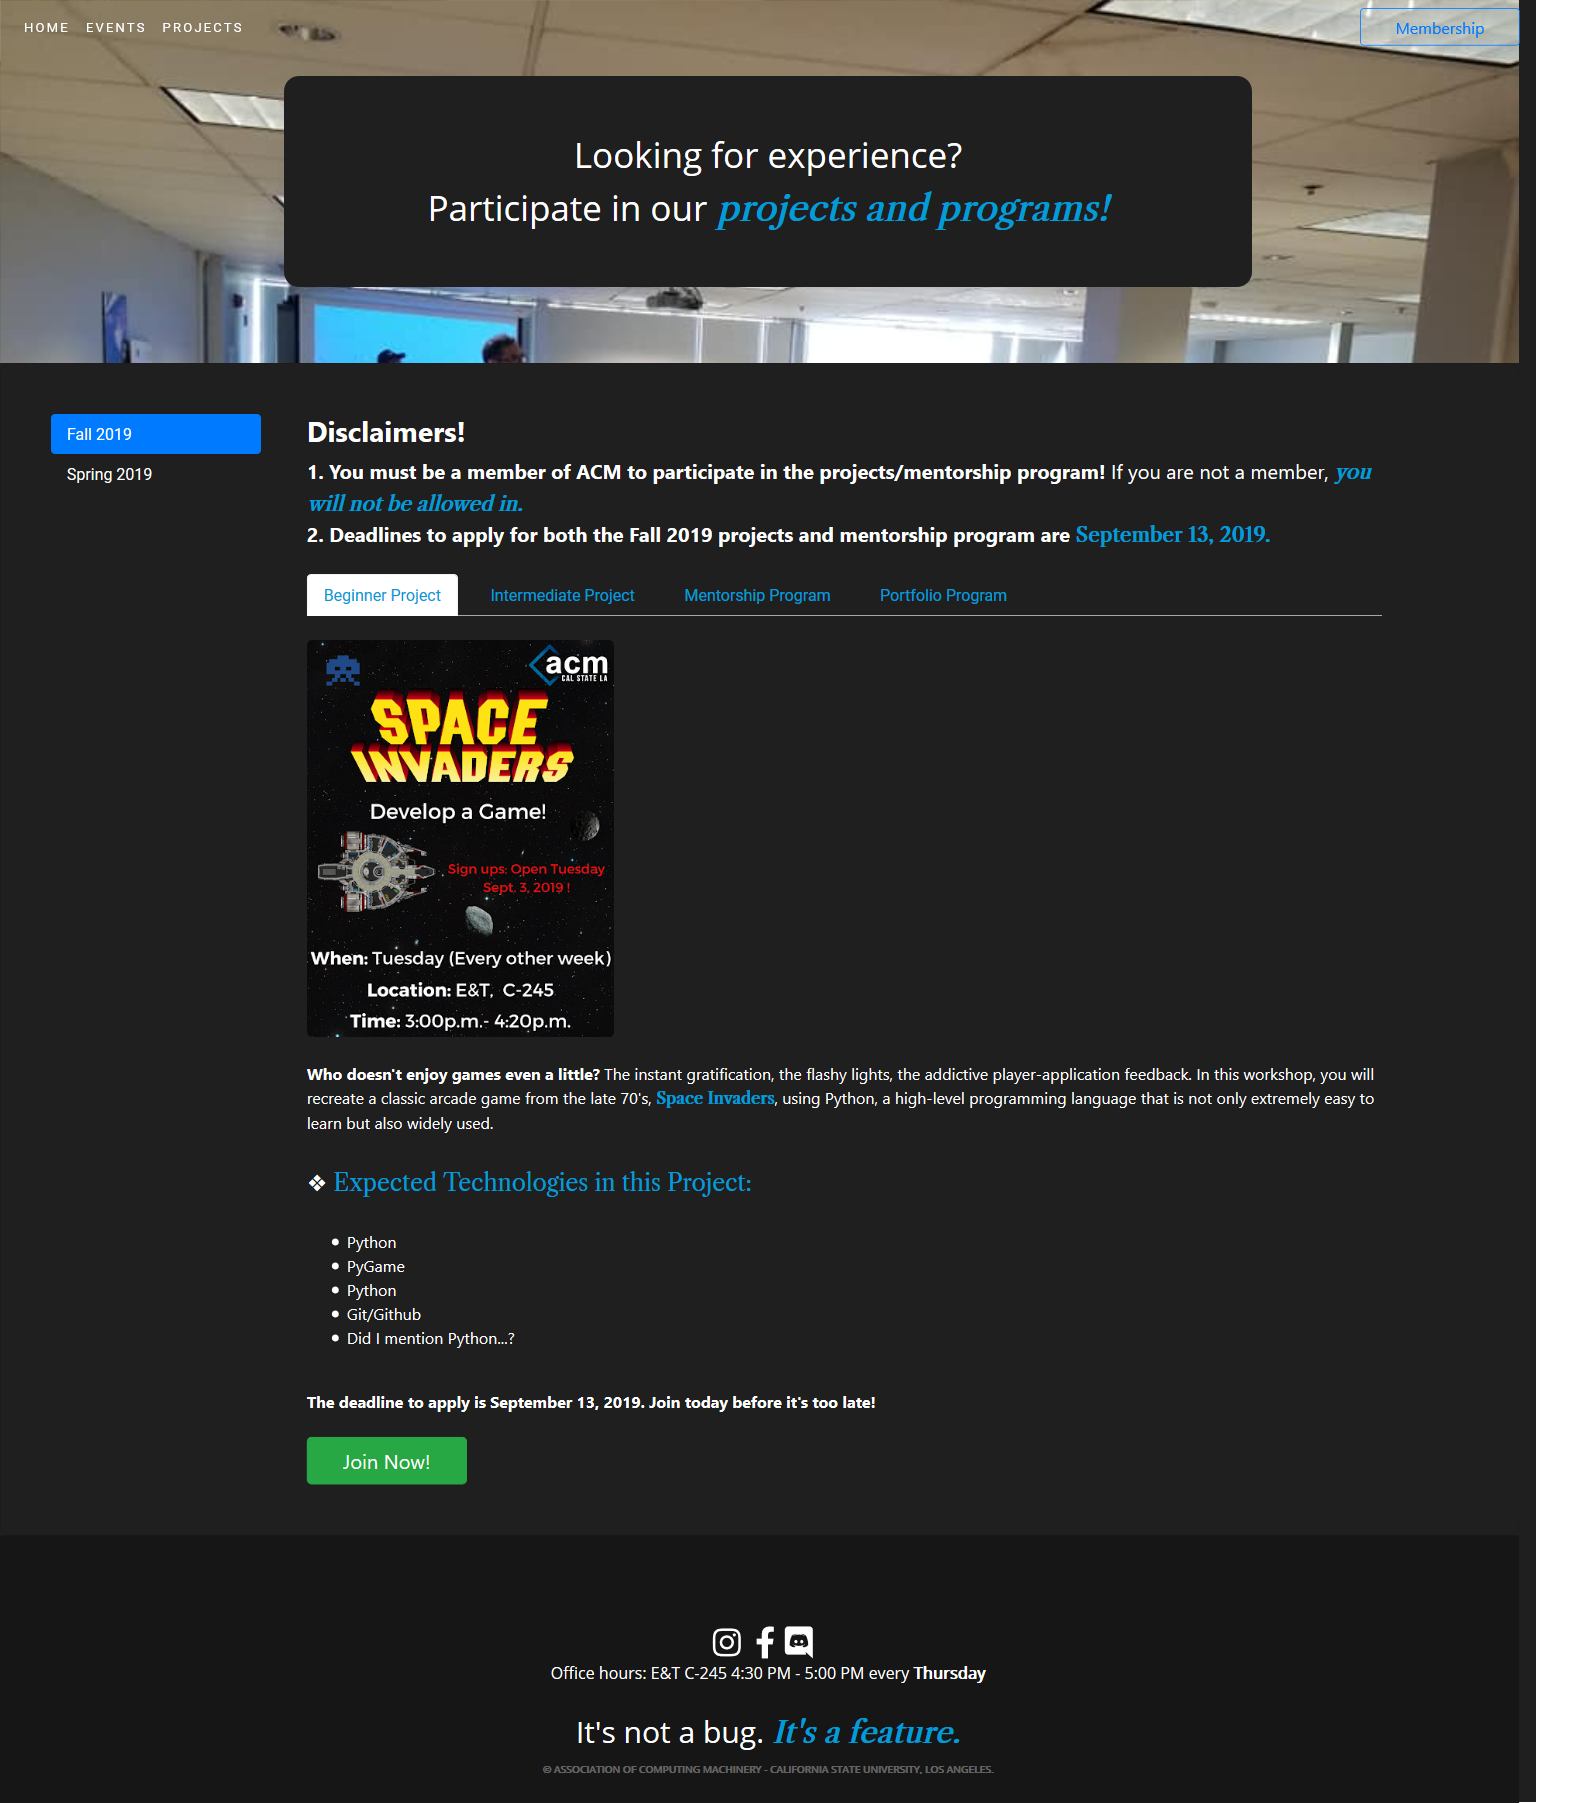 HOME EVENTS PROJECTS
Membership
Looking for experience?
Participate in our projects and programs!
Fall 2019
Spring 2019
Disclaimers!
1. You must be a member of ACM to participate in the projects/mentorship program! If you are not a member, you
will not be allowed in.
2. Deadlines to apply for both the Fall 2019 projects and mentorship program are September 13, 2019.
Beginner Project Intermediate Project Mentorship Program Portfolio Program
acm
CAL STATE LA
SPACE
INVADERS
Develop a Game!
Sign ups: Open Tuesday
Sept. 3, 2019 !
When: Tuesday (Every other week)
Location: E&T, C-245
Time: 3:00p.m.- 4:20p.m.
Who doesn't enjoy games even a little? The instant gratification, the flashy lights, the addictive player-application feedback. In this workshop, you will
recreate a classic arcade game from the late 70's, Space Invaders, using Python, a high-level programming language that is not only extremely easy to
learn but also widely used.
❖ Expected Technologies in this Project:
• Python
• PyGame
• Python
• Git/Github
• Did I mention Python...?
The deadline to apply is September 13, 2019. Join today before it's too late!
Join Now!
Office hours: E&T C-245 4:30 PM - 5:00 PM every Thursday
It's not a bug. It's a feature.
© ASSOCIATION OF COMPUTING MACHINERY - CALIFORNIA STATE UNIVERSITY, LOS ANGELES.